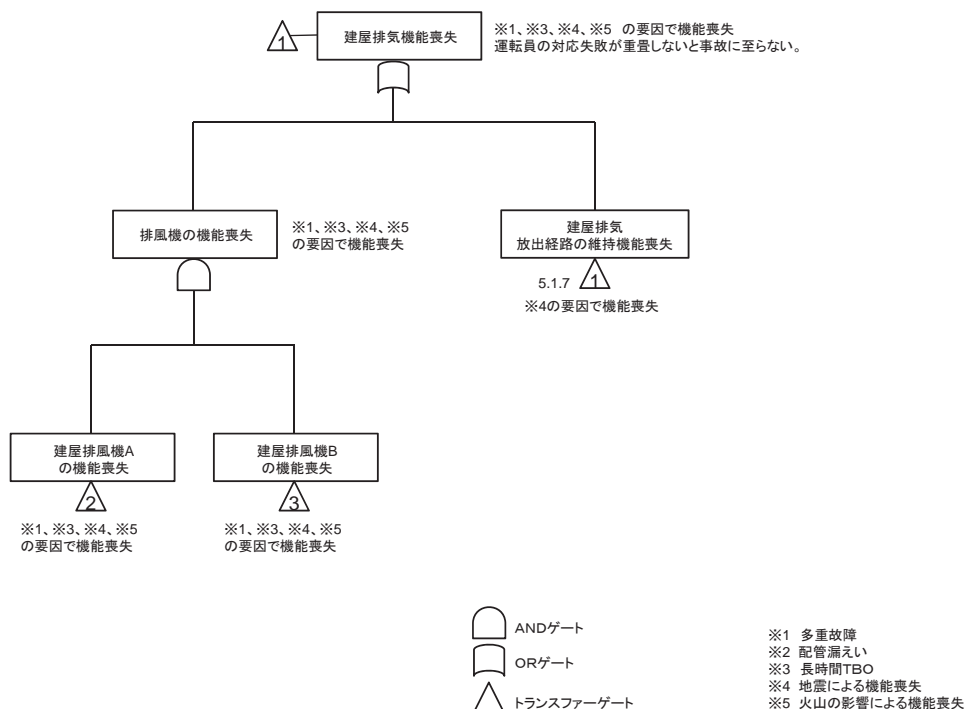 1
建屋排気機能喪失
※1、※3、※4、※5 の要因で機能喪失
運転員の対応失敗が重畳しないと事故に至らない。
排風機の機能喪失
※1、※3、※4、※5
の要因で機能喪失
建屋排気
放出経路の維持機能喪失
5.1.7
1
※4の要因で機能喪失
建屋排風機A
の機能喪失
2
※1、※3、※4、※5
の要因で機能喪失
建屋排風機B
の機能喪失
3
※1、※3、※4、※5
の要因で機能喪失
ANDゲート
ORゲート
トランスファーゲート
※1 多重故障
※2 配管漏えい
※3 長時間TBO
※4 地震による機能喪失
※5 火山の影響による機能喪失